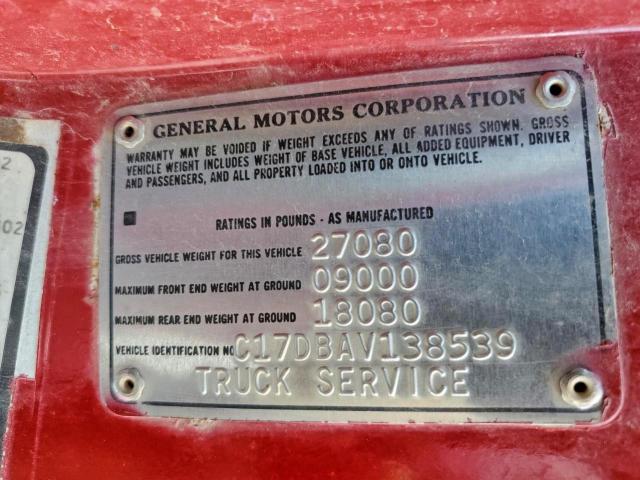 GENERAL MOTORS CORPORATION
WARRANTY MAY BE VOIDED IF WEIGHT EXCEEDS ANY OF RATINGS SHOWN. GROSS
VEHICLE WEIGHT INCLUDES WEIGHT OF BASE VEHICLE, ALL ADDED EQUIPMENT, DRIVER
AND PASSENGERS, AND ALL PROPERTY LOADED INTO OR ONTO VEHICLE.
RATINGS IN POUNDS - AS MANUFACTURED
GROSS VEHICLE WEIGHT FOR THIS VEHICLE 27080
MAXIMUM FRONT END WEIGHT AT GROUND 09000
MAXIMUM REAR END WEIGHT AT GROUND 18080
VEHICLE IDENTIFICATION NO C17DBAV138539
TRUCK SERVICE
2
02